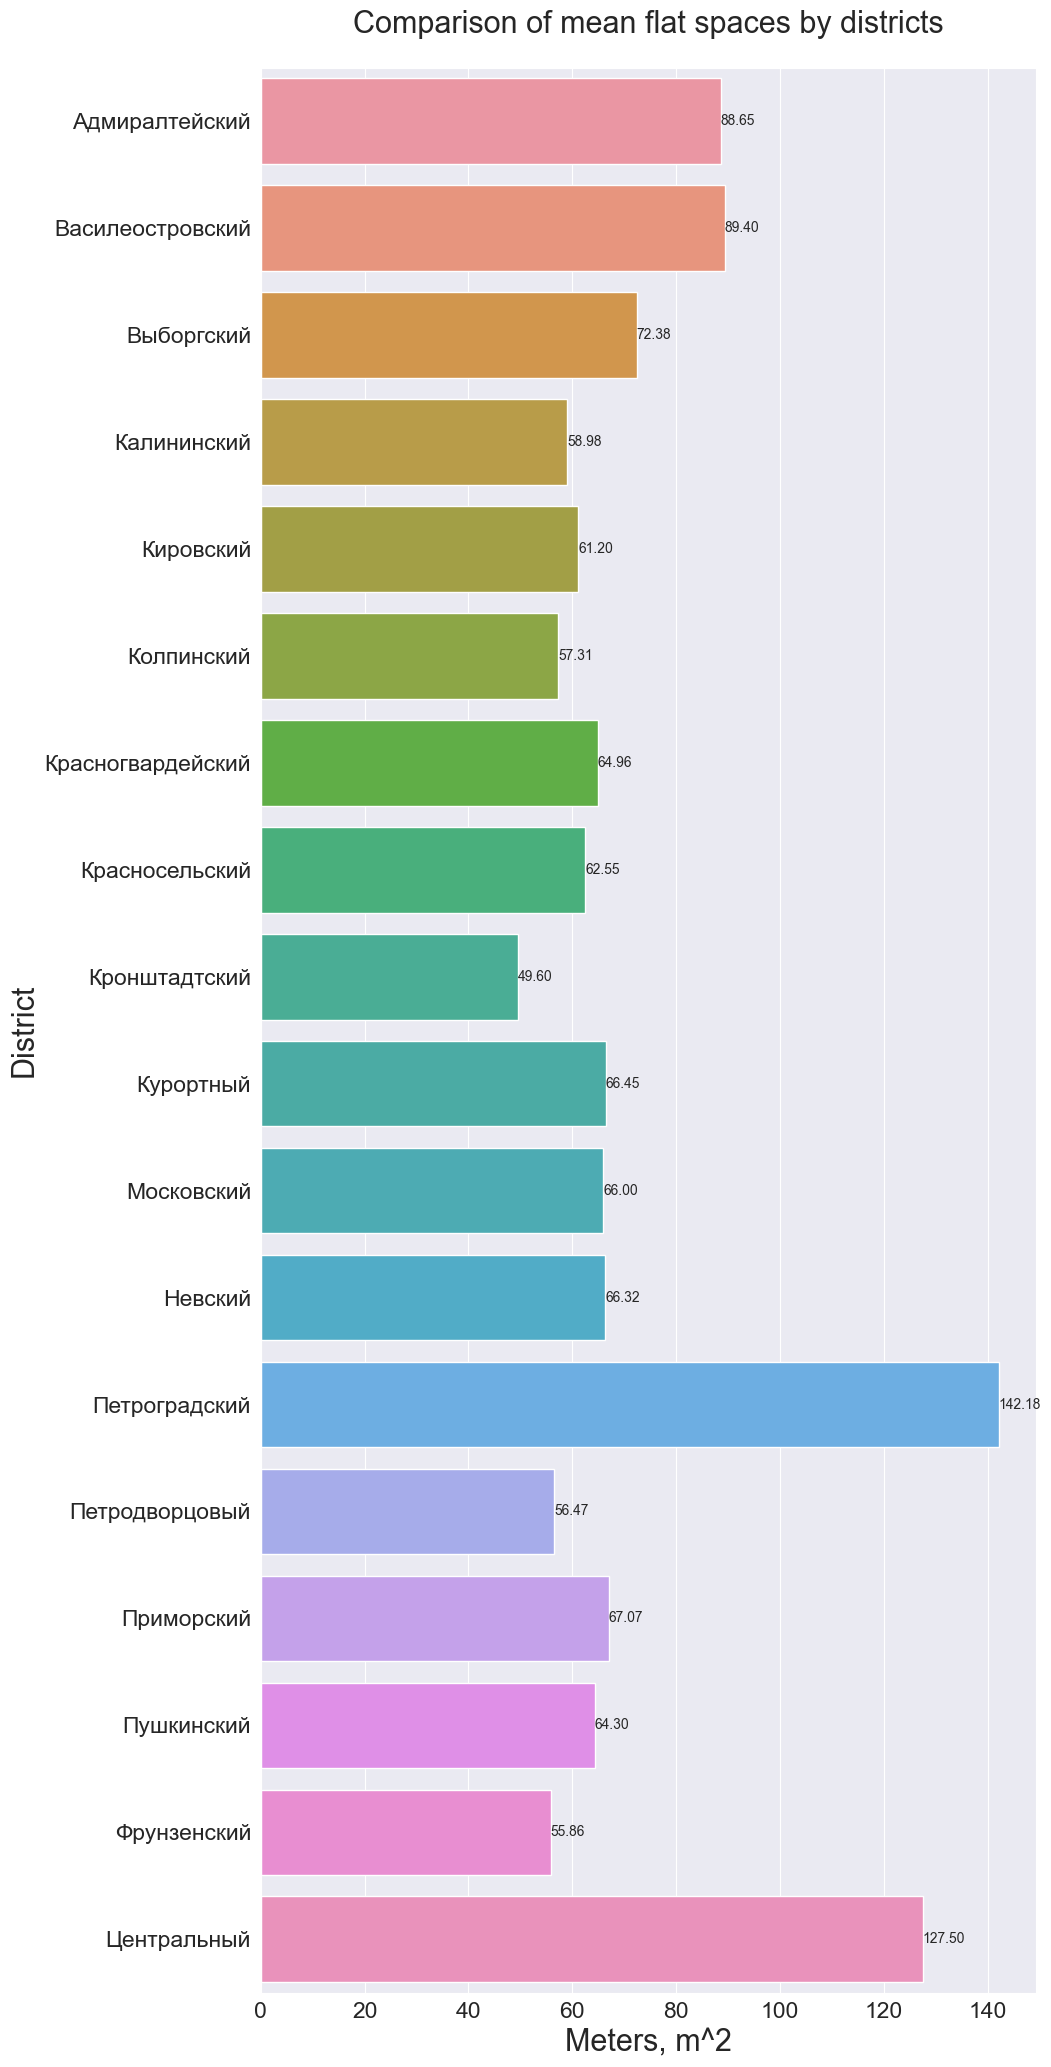 Comparison of mean flat spaces by districts
Адмиралтейский 88.65
Василеостровский 89.40
Выборгский 72.38
Калининский 58.98
Кировский 61.20
Колпинский 57.31
Красногвардейский 64.96
Красносельский 62.55
Кронштадтский 49.60
District
Курортный 66.45
Московский 66.00
Невский 66.32
Петроградский 142.18
Петродворцовый 56.47
Приморский 67.07
Пушкинский 64.30
Фрунзенский 55.86
Центральный 127.50
0 20 40 60 80 100 120 140
Meters, m^2